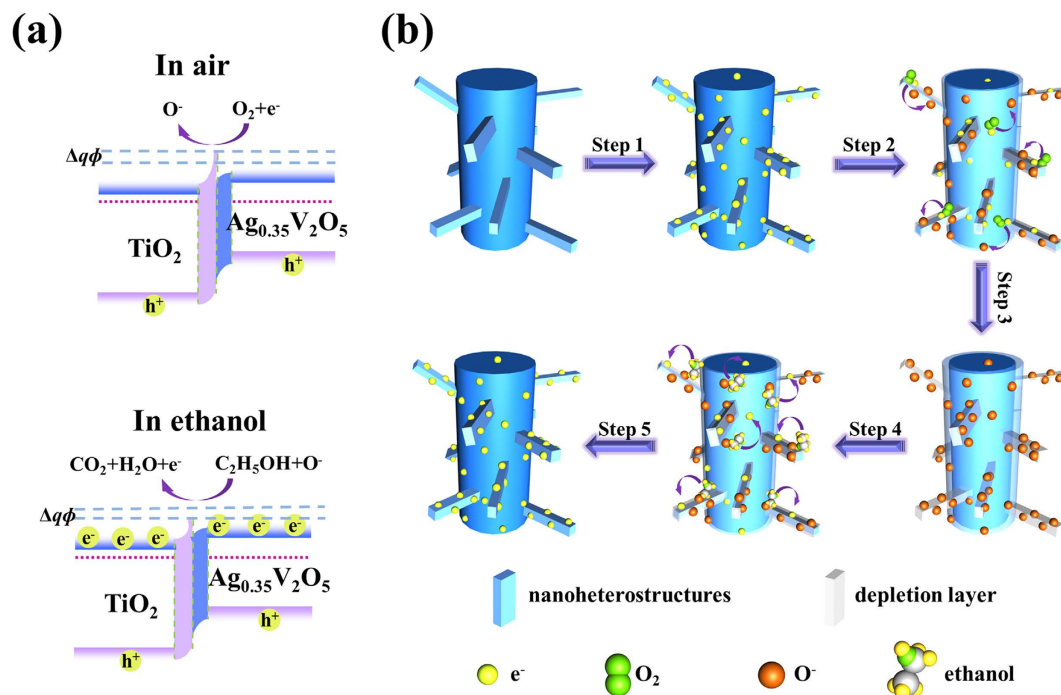 (a)
In air
O⁻ O₂+e⁻
Δqϕ
TiO₂
Ag₀.₃₅V₂O₅
h⁺
h⁺
In ethanol
CO₂+H₂O+e⁻ C₂H₅OH+O⁻
Δqϕ
e⁻ e⁻ e⁻ e⁻ e⁻ e⁻
TiO₂
Ag₀.₃₅V₂O₅
h⁺
h⁺
(b)
Step 1
Step 2
Step 3
Step 4
Step 5
nanoheterostructures
depletion layer
e⁻
O₂
O⁻
ethanol